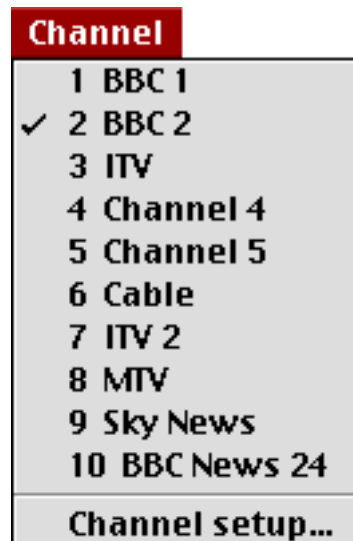 Channel
1 BBC 1
✓ 2 BBC 2
3 ITV
4 Channel 4
5 Channel 5
6 Cable
7 ITV 2
8 MTV
9 Sky News
10 BBC News 24
Channel setup...